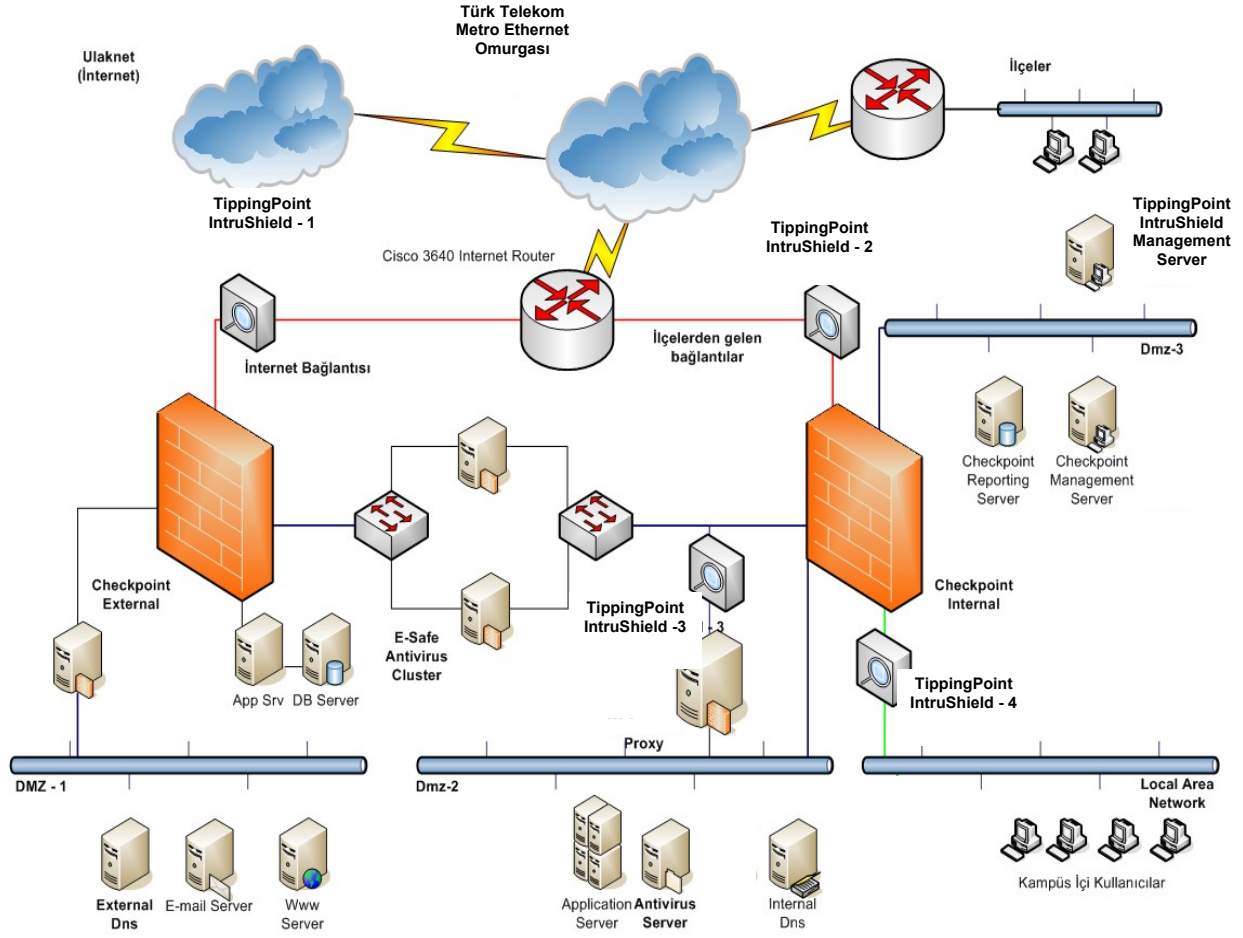 Türk Telekom
Metro Ethernet
Omurgası
Ulaknet
(İnternet)
İlçeler
TippingPoint
IntruShield - 1
TippingPoint
IntruShield - 2
TippingPoint
IntruShield
Management
Server
Cisco 3640 Internet Router
İnternet Bağlantısı
İlçelerden gelen
bağlantılar
Dmz-3
Checkpoint
Reporting
Server
Checkpoint
Management
Server
Checkpoint
External
Checkpoint
Internal
E-Safe
Antivirus
Cluster
TippingPoint
IntruShield -3
- 3
App Srv
DB Server
TippingPoint
IntruShield - 4
Proxy
DMZ - 1
Dmz-2
Local Area
Network
External
Dns
E-mail Server
Www
Server
Application
Server
Antivirus
Server
Internal
Dns
Kampüs İçi Kullanıcılar